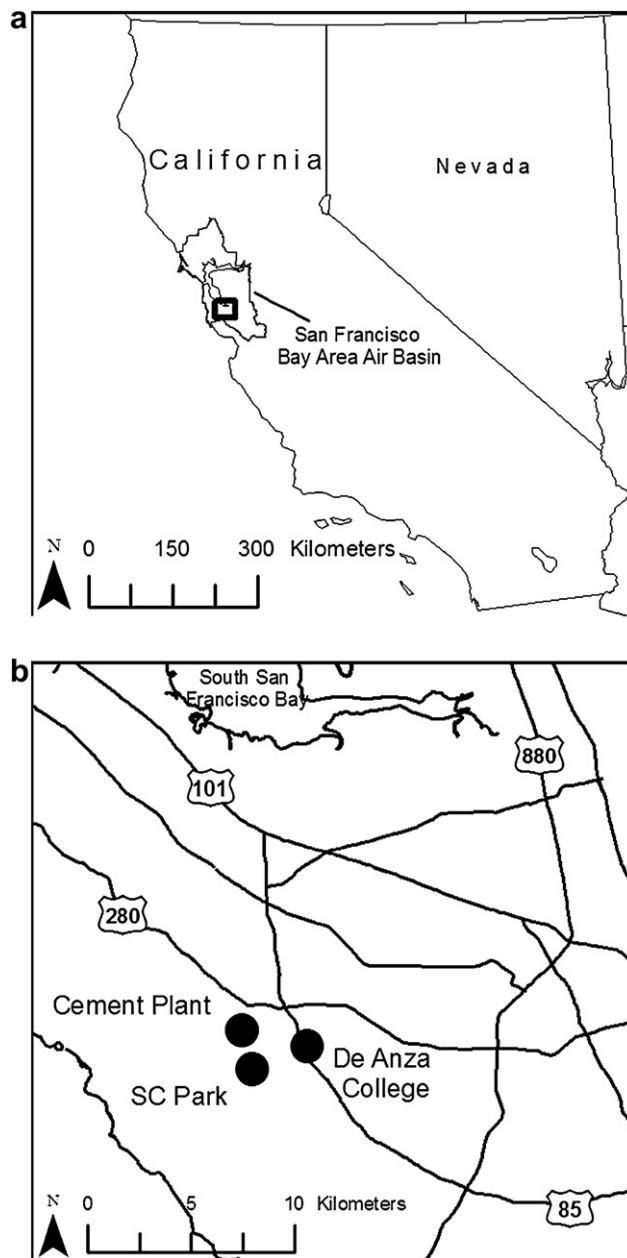 a
California
Nevada
San Francisco
Bay Area Air Basin
N
0 150 300 Kilometers
b
South San
Francisco Bay
101
880
280
Cement Plant
SC Park
De Anza
College
N
0 5 10 Kilometers
85